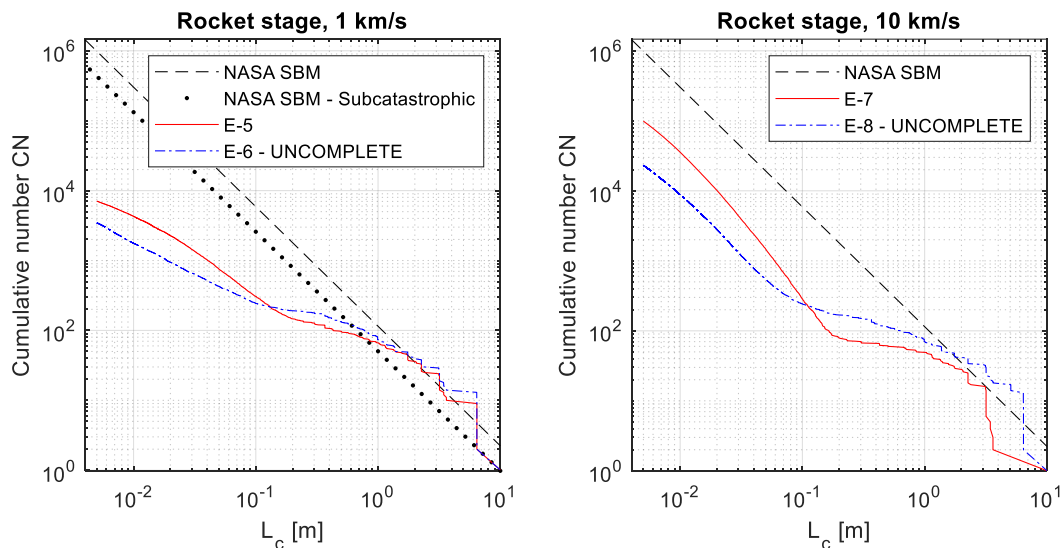 Rocket stage, 1 km/s
Cumulative number CN
10^6
10^4
10^2
10^0
NASA SBM
NASA SBM - Subcatastrophic
E-5
E-6 - UNCOMPLETE
10^-2
10^-1
10^0
10^1
L_c [m]
Rocket stage, 10 km/s
Cumulative number CN
10^6
10^4
10^2
10^0
NASA SBM
E-7
E-8 - UNCOMPLETE
10^-2
10^-1
10^0
10^1
L_c [m]